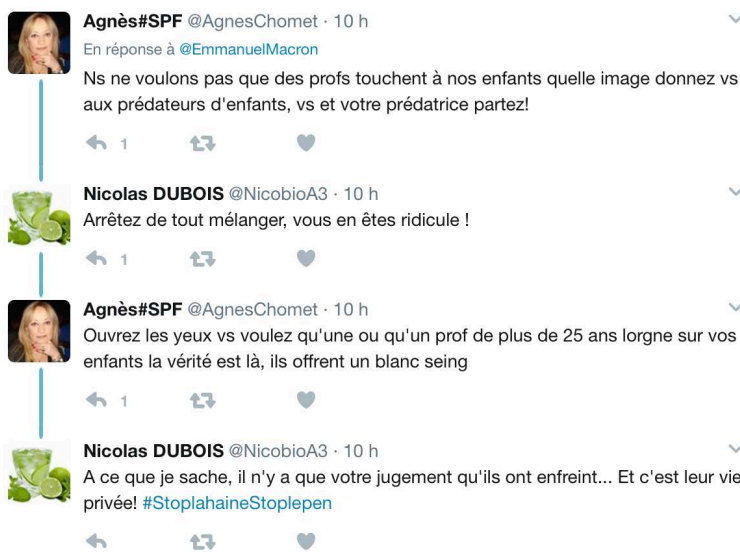 Agnès#SPF @AgnesChomet · 10 h
En réponse à @EmmanuelMacron
Ns ne voulons pas que des profs touchent à nos enfants quelle image donnez vs
aux prédateurs d'enfants, vs et votre prédatrice partez!
1
Nicolas DUBOIS @NicobioA3 · 10 h
Arrêtez de tout mélanger, vous en êtes ridicule !
1
Agnès#SPF @AgnesChomet · 10 h
Ouvrez les yeux vs voulez qu'une ou qu'un prof de plus de 25 ans lorgne sur vos
enfants la vérité est là, ils offrent un blanc seing
1
Nicolas DUBOIS @NicobioA3 · 10 h
A ce que je sache, il n'y a que votre jugement qu'ils ont enfreint... Et c'est leur vie
privée! #StoplahaineStoplepen